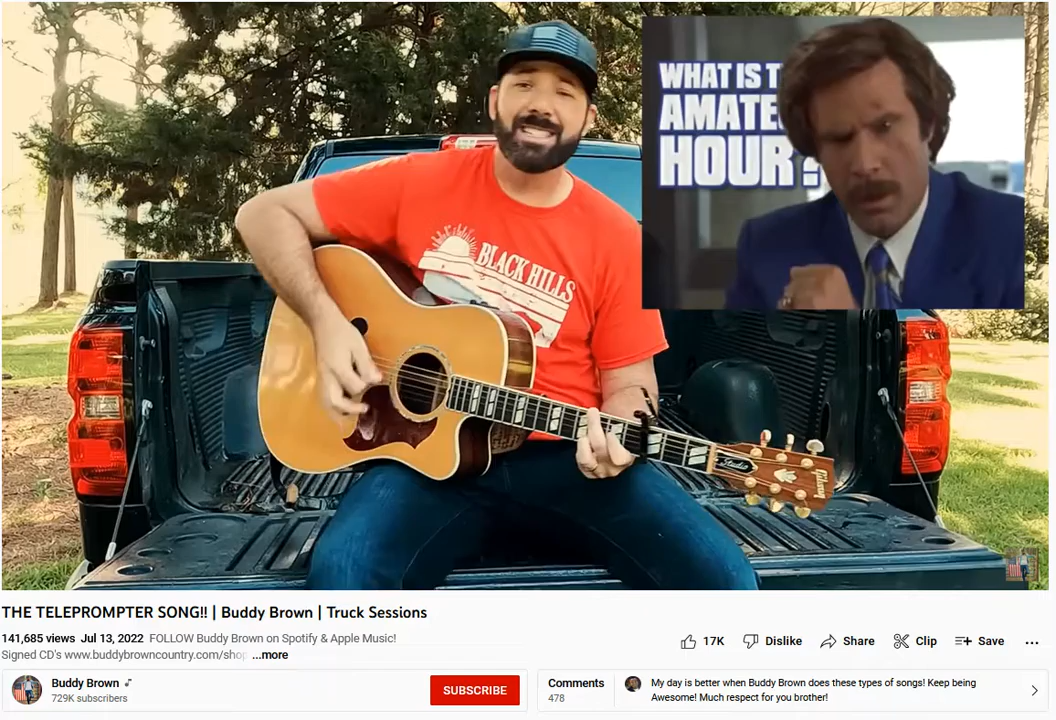 WHAT IS T
AMATE
HOUR?
BLACK HILLS
Studio
Gibson
THE TELEPROMPTER SONG!! | Buddy Brown | Truck Sessions
141,685 views Jul 13, 2022 FOLLOW Buddy Brown on Spotify & Apple Music!
Signed CD's www.buddybrowncountry.com/shop ...more
17K Dislike Share Clip Save ...
Buddy Brown
729K subscribers
SUBSCRIBE
Comments
478
My day is better when Buddy Brown does these types of songs! Keep being
Awesome! Much respect for you brother!